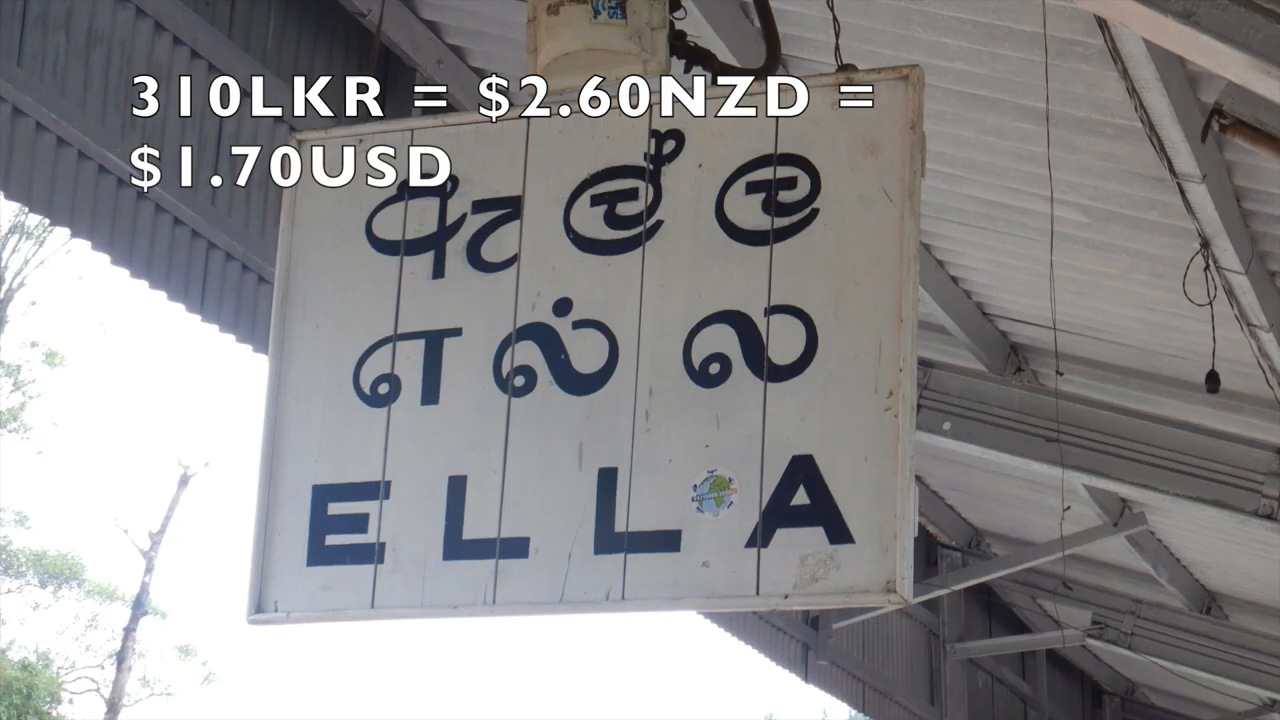 310LKR = $2.60NZD =
$1.70USD
ඇල්ල
எல்ல
ELLA